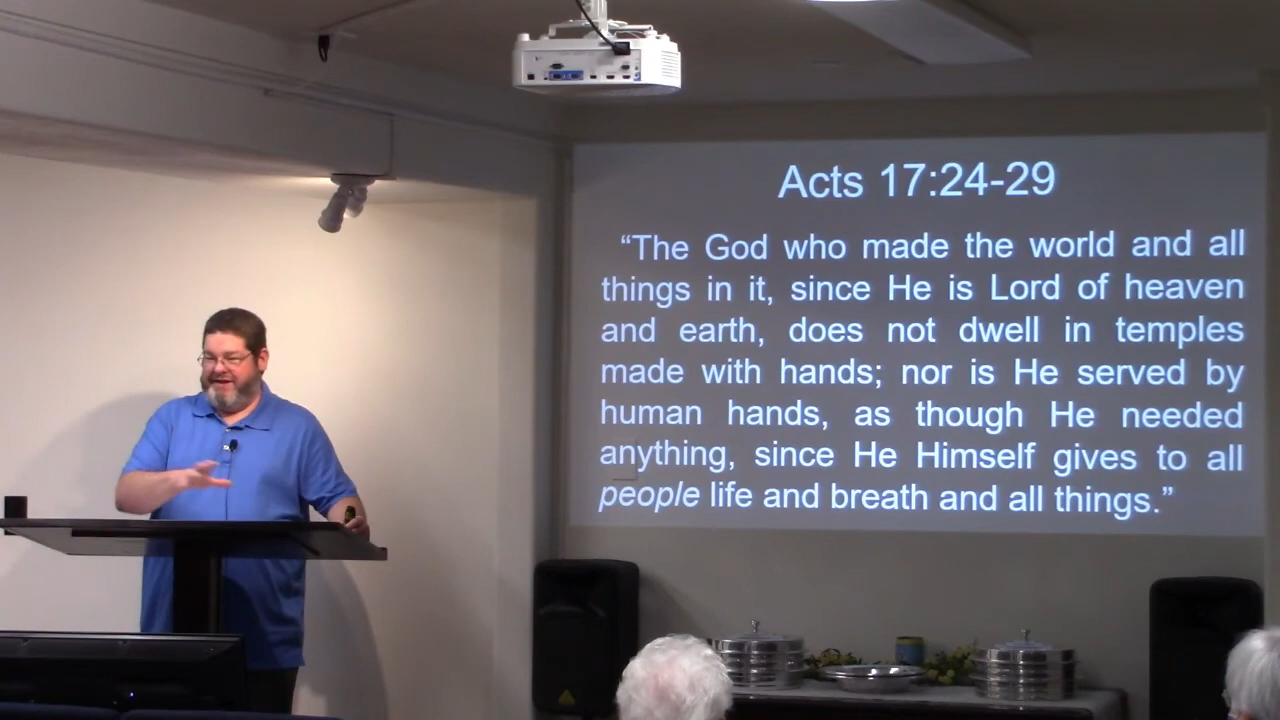 Acts 17:24-29
“The God who made the world and all
things in it, since He is Lord of heaven
and earth, does not dwell in temples
made with hands; nor is He served by
human hands, as though He needed
anything, since He Himself gives to all
people life and breath and all things.”